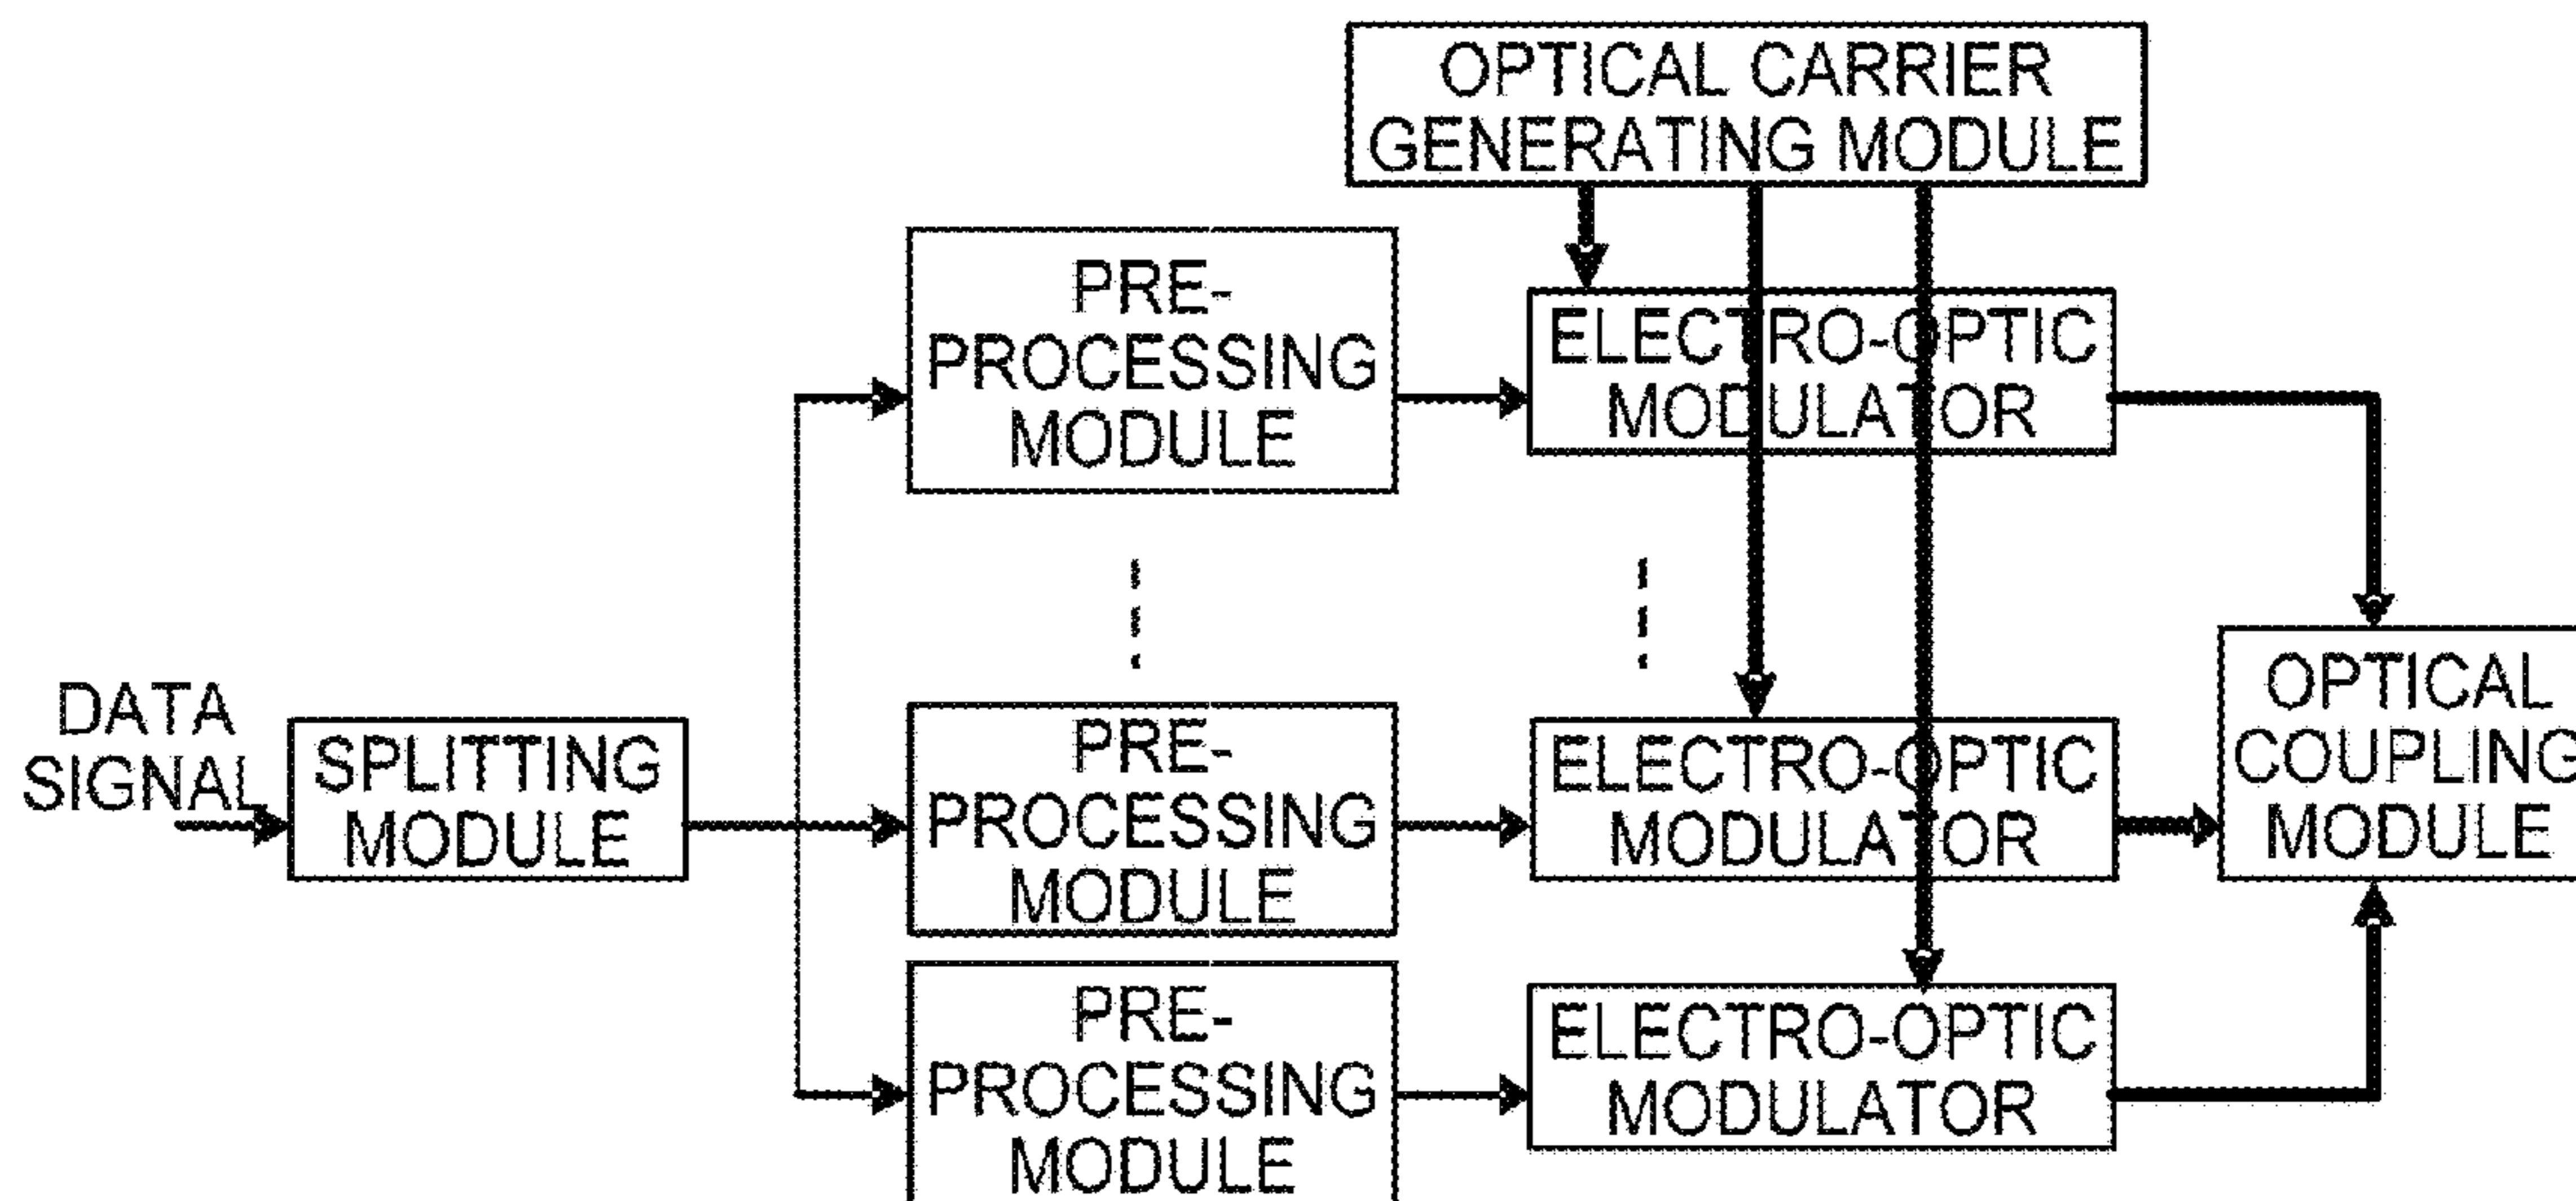 OPTICAL CARRIER
GENERATING MODULE
PRE-
PROCESSING
MODULE
ELECTRO-OPTIC
MODULATOR
DATA
SIGNAL
SPLITTING
MODULE
PRE-
PROCESSING
MODULE
ELECTRO-OPTIC
MODULATOR
OPTICAL
COUPLING
MODULE
PRE-
PROCESSING
MODULE
ELECTRO-OPTIC
MODULATOR